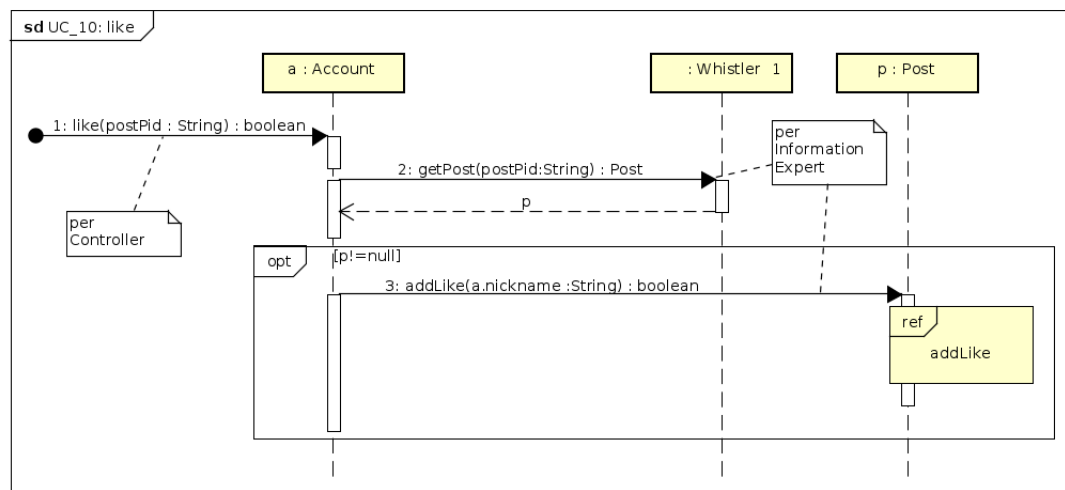 sd UC_10: like
a : Account
: Whistler 1
p : Post
1: like(postPid : String) : boolean
per
Information
Expert
2: getPost(postPid:String) : Post
p
per
Controller
opt
[p!=null]
3: addLike(a.nickname :String) : boolean
ref
addLike